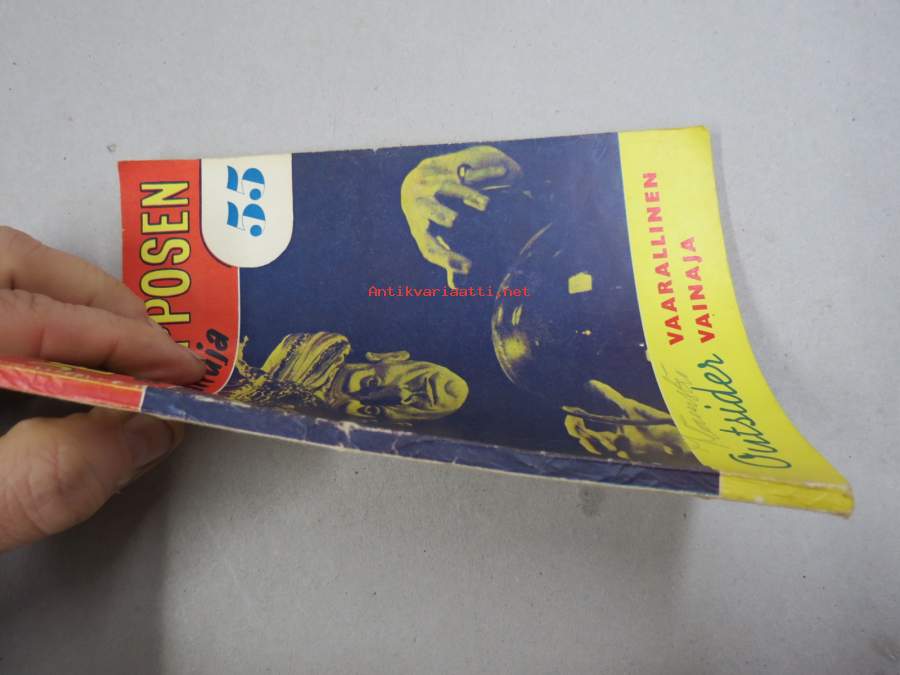 POSEN
55
VAARALLINEN
VAINAJA
Outsider
Antikvariaatti.net